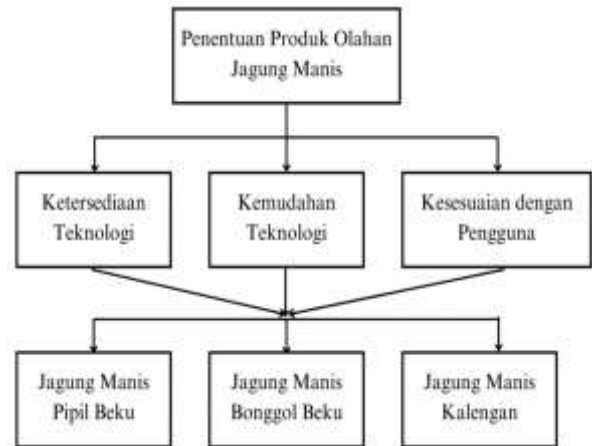 Penentuan Produk Olahan
Jagung Manis
Ketersediaan
Teknologi
Kemudahan
Teknologi
Kesesuaian dengan
Pengguna
Jagung Manis
Pipil Beku
Jagung Manis
Bonggol Beku
Jagung Manis
Kalengan